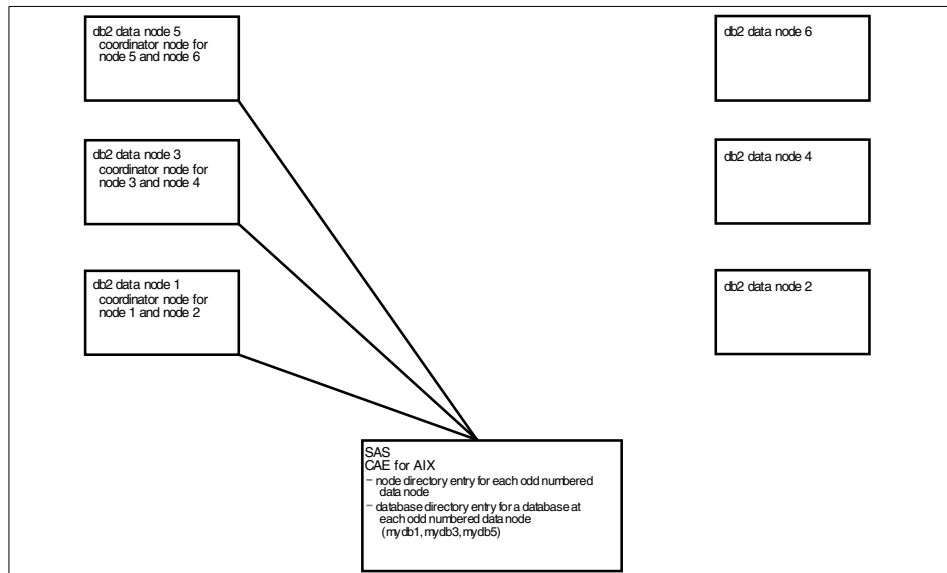 db2 data node 5
coordinator node for
node 5 and node 6
db2 data node 6
db2 data node 3
coordinator node for
node 3 and node 4
db2 data node 4
db2 data node 1
coordinator node for
node 1 and node 2
db2 data node 2
SAS
CAE for AIX
– node directory entry for each odd numbered
data node
– database directory entry for a database at
each odd numbered data node
(mydb1, mydb3, mydb5)